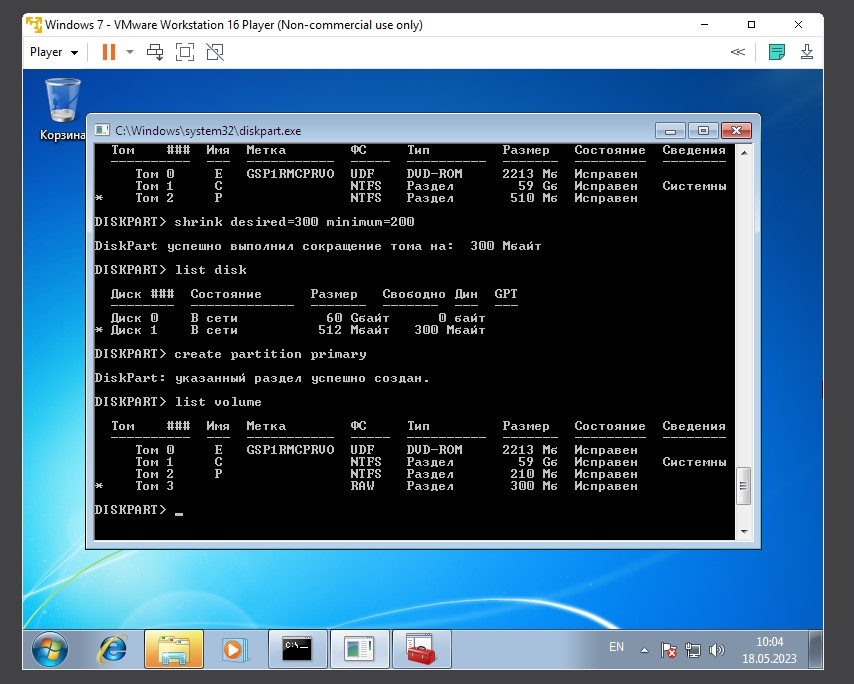 Windows 7 - VMware Workstation 16 Player (Non-commercial use only)
Player
Корзина
C:\Windows\system32\diskpart.exe
Том ### Имя Метка ФС Тип Размер Состояние Сведения
Том 0 E GSP1RMCPRVO UDF DVD-ROM 2213 Мб Исправен
Том 1 C NTFS Раздел 59 Gб Исправен Системны
* Том 2 P NTFS Раздел 510 Мб Исправен
DISKPART> shrink desired=300 minimum=200
DiskPart успешно выполнил сокращение тома на: 300 Mбайт
DISKPART> list disk
Диск ### Состояние Размер Свободно Дин GPT
Диск 0 В сети 60 Gбайт 0 байт
* Диск 1 В сети 512 Mбайт 300 Mбайт
DISKPART> create partition primary
DiskPart: указанный раздел успешно создан.
DISKPART> list volume
Том ### Имя Метка ФС Тип Размер Состояние Сведения
Том 0 E GSP1RMCPRVO UDF DVD-ROM 2213 Мб Исправен
Том 1 C NTFS Раздел 59 Gб Исправен Системны
Том 2 P NTFS Раздел 210 Мб Исправен
* Том 3 RAW Раздел 300 Мб Исправен
DISKPART> _
EN
10:04
18.05.2023